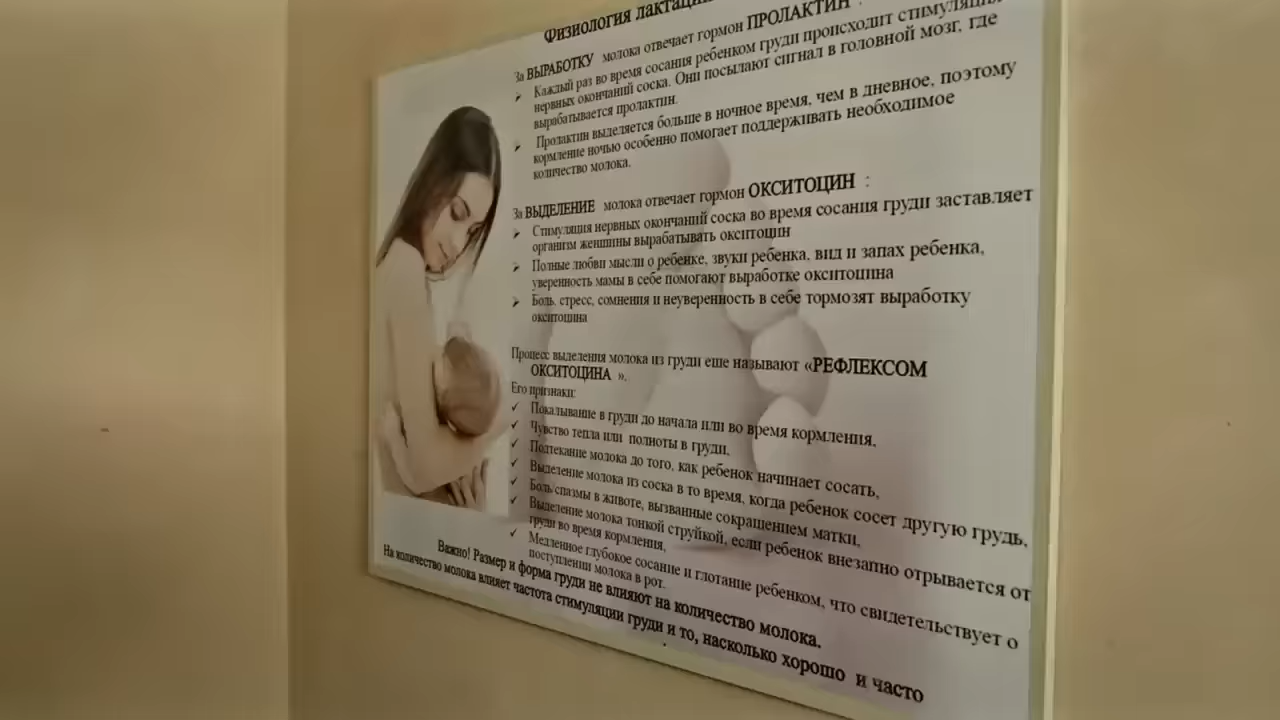 Физиология лактации
За ВЫРАБОТКУ молока отвечает гормон ПРОЛАКТИН :
Каждый раз во время сосания ребенком груди происходит стимуляция
нервных окончаний соска. Они посылают сигнал в головной мозг, где
вырабатывается пролактин.
Пролактин выделяется больше в ночное время, чем в дневное, поэтому
кормление ночью особенно помогает поддерживать необходимое
количество молока.
За ВЫДЕЛЕНИЕ молока отвечает гормон ОКСИТОЦИН :
Стимуляция нервных окончаний соска во время сосания груди заставляет
организм женщины вырабатывать окситоцин
Полные любви мысли о ребенке, звуки ребенка, вид и запах ребенка,
уверенность мамы в себе помогают выработке окситоцина
Боль, стресс, сомнения и неуверенность в себе тормозят выработку
окситоцина
Процесс выделения молока из груди еще называют «РЕФЛЕКСОМ
ОКСИТОЦИНА ».
Его признаки:
Покалывание в груди до начала или во время кормления,
Чувство тепла или полноты в груди,
Подтекание молока до того, как ребенок начинает сосать,
Выделение молока из соска в то время, когда ребенок сосет другую грудь,
Боль/спазмы в животе, вызванные сокращением матки,
Выделение молока тонкой струйкой, если ребенок внезапно отрывается от
груди во время кормления,
Медленное глубокое сосание и глотание ребенком, что свидетельствует о
поступлении молока в рот.
Важно! Размер и форма груди не влияют на количество молока.
На количество молока влияет частота стимуляции груди и то, насколько хорошо и часто